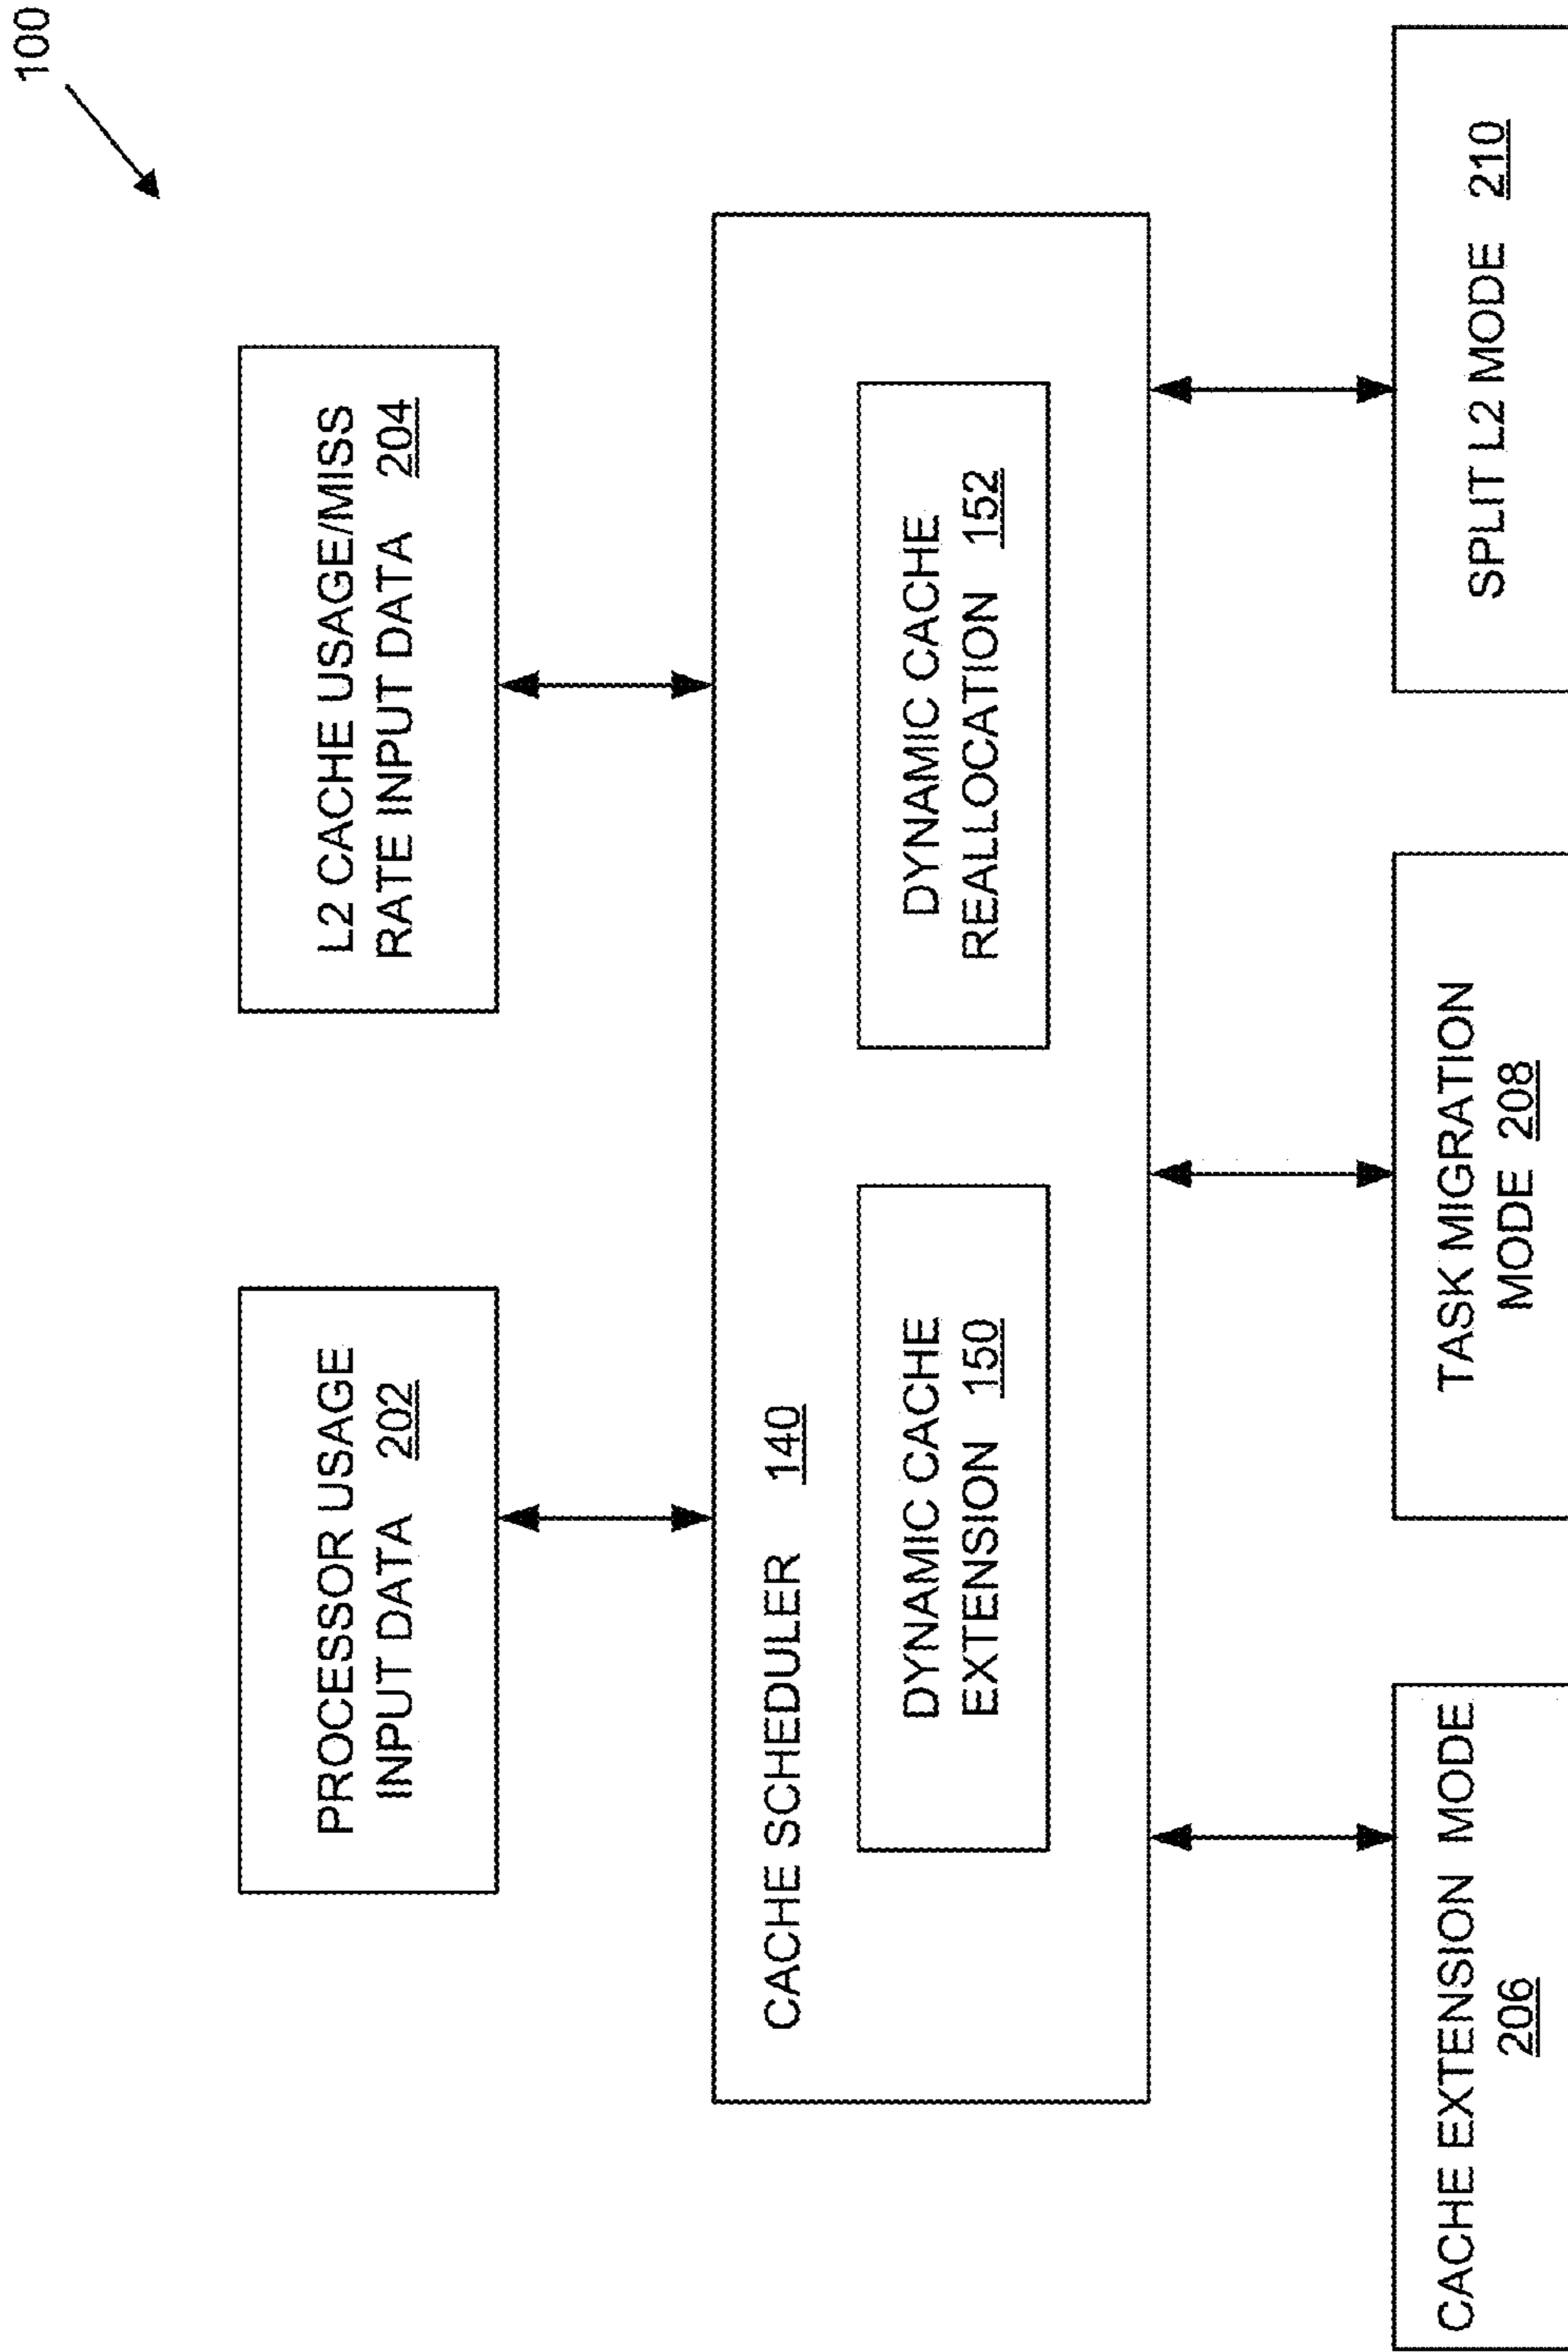 100
PROCESSOR USAGE
INPUT DATA 202
L2 CACHE USAGE/MISS
RATE INPUT DATA 204
CACHE SCHEDULER 140
DYNAMIC CACHE
EXTENSION 150
DYNAMIC CACHE
REALLOCATION 152
CACHE EXTENSION MODE
206
TASK MIGRATION
MODE 208
SPLIT L2 MODE 210